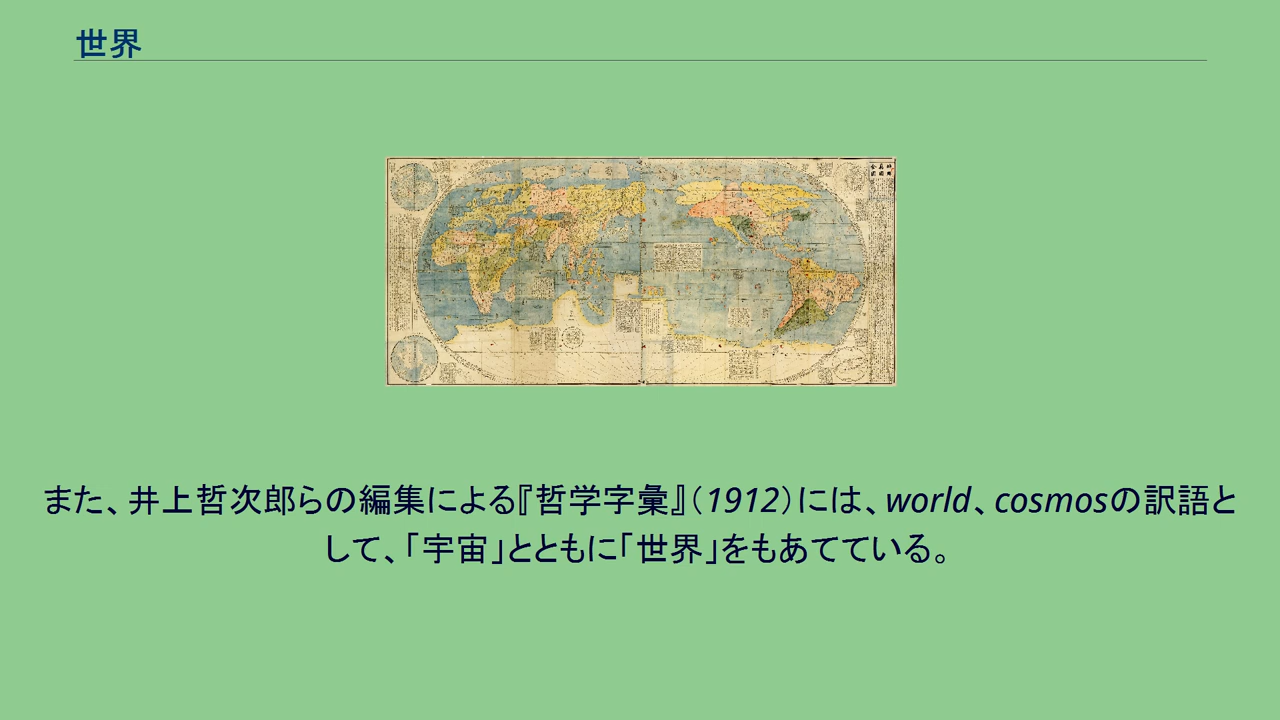 世界
また、井上哲次郎らの編集による『哲学字彙』（1912）には、world、cosmosの訳語と
して、「宇宙」とともに「世界」をもあてている。